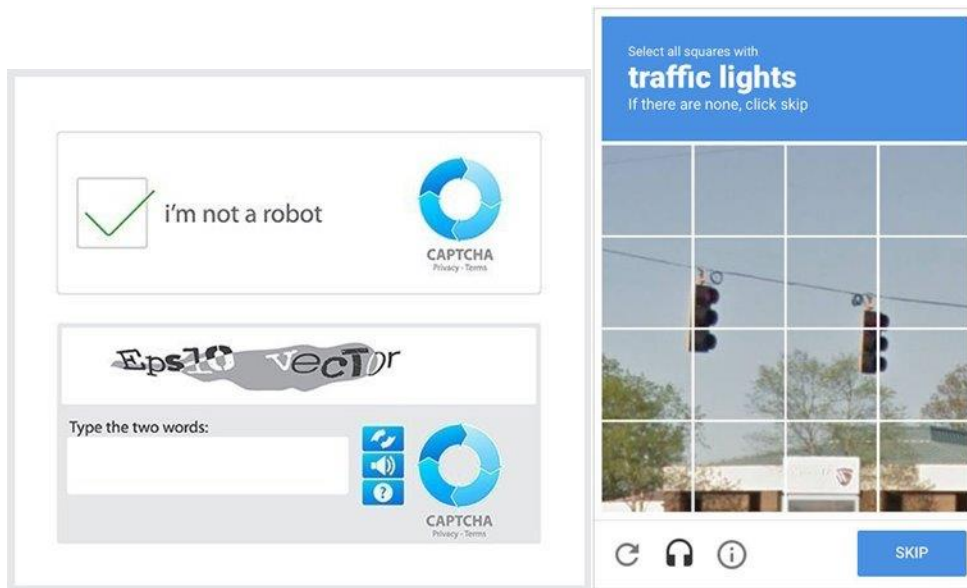 i'm not a robot
CAPTCHA
Privacy - Terms
Eps10 vecTor
Type the two words:
?
CAPTCHA
Privacy - Terms
Select all squares with
traffic lights
If there are none, click skip
SKIP